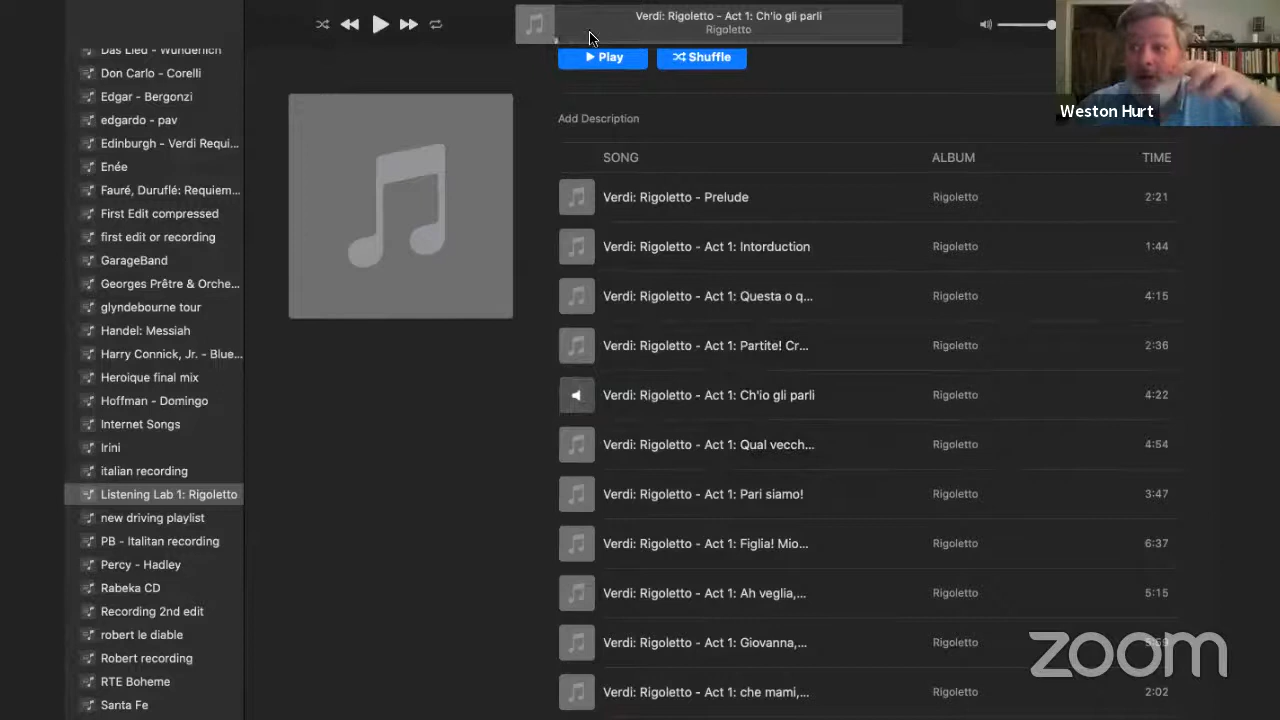 Verdi: Rigoletto - Act 1: Ch'io gli parli
Rigoletto
Play
Shuffle
Weston Hurt
Das Lied - Wunderlich
Don Carlo - Corelli
Edgar - Bergonzi
edgardo - pav
Edinburgh - Verdi Requi...
Enée
Fauré, Duruflé: Requiem...
First Edit compressed
first edit or recording
GarageBand
Georges Prêtre & Orche...
glyndebourne tour
Handel: Messiah
Harry Connick, Jr. - Blue...
Heroique final mix
Hoffman - Domingo
Internet Songs
Irini
italian recording
Listening Lab 1: Rigoletto
new driving playlist
PB - Italitan recording
Percy - Hadley
Rabeka CD
Recording 2nd edit
robert le diable
Robert recording
RTE Boheme
Santa Fe
Add Description
SONG ALBUM TIME
Verdi: Rigoletto - Prelude Rigoletto 2:21
Verdi: Rigoletto - Act 1: Intorduction Rigoletto 1:44
Verdi: Rigoletto - Act 1: Questa o q... Rigoletto 4:15
Verdi: Rigoletto - Act 1: Partite! Cr... Rigoletto 2:36
Verdi: Rigoletto - Act 1: Ch'io gli parli Rigoletto 4:22
Verdi: Rigoletto - Act 1: Qual vecch... Rigoletto 4:54
Verdi: Rigoletto - Act 1: Pari siamo! Rigoletto 3:47
Verdi: Rigoletto - Act 1: Figlia! Mio... Rigoletto 6:37
Verdi: Rigoletto - Act 1: Ah veglia,... Rigoletto 5:15
Verdi: Rigoletto - Act 1: Giovanna,... Rigoletto
Verdi: Rigoletto - Act 1: che mami,... Rigoletto 2:02
zoom